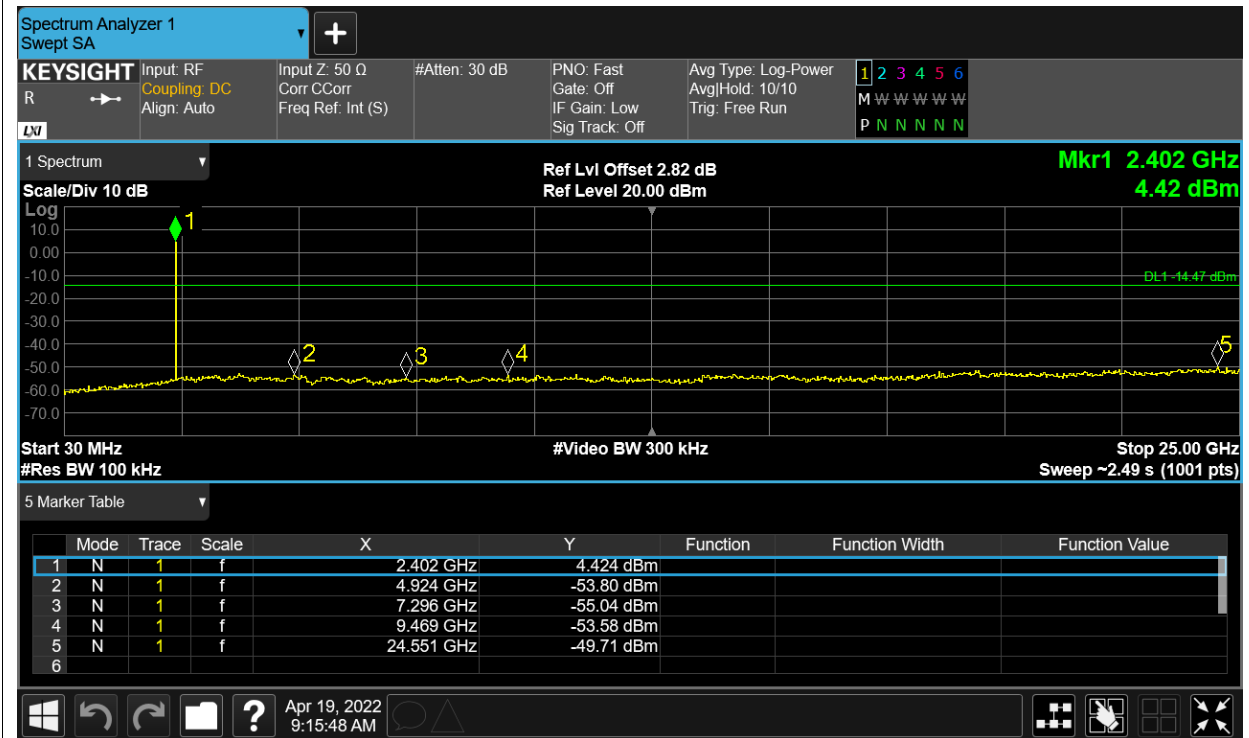 Spectrum Analyzer 1
Swept SA
+
KEYSIGHT Input: RF Input Z: 50 Ω #Atten: 30 dB PNO: Fast Avg Type: Log-Power 1 2 3 4 5 6
R Coupling: DC Corr CCorr Gate: Off Avg|Hold: 10/10 M W W W W W
Align: Auto Freq Ref: Int (S) IF Gain: Low Trig: Free Run
LXI Sig Track: Off P N N N N N
1 Spectrum Ref Lvl Offset 2.82 dB Mkr1 2.402 GHz
Scale/Div 10 dB Ref Level 20.00 dBm 4.42 dBm
Log
1
10.0
0.00
-10.0 DL1 -14.47 dBm
-20.0
-30.0
-40.0
2 3 4 5
-50.0
-60.0
-70.0
Start 30 MHz #Video BW 300 kHz Stop 25.00 GHz
#Res BW 100 kHz Sweep ~2.49 s (1001 pts)
5 Marker Table
Mode Trace Scale X Y Function Function Width Function Value
1 N 1 f 2.402 GHz 4.424 dBm
2 N 1 f 4.924 GHz -53.80 dBm
3 N 1 f 7.296 GHz -55.04 dBm
4 N 1 f 9.469 GHz -53.58 dBm
5 N 1 f 24.551 GHz -49.71 dBm
6
? Apr 19, 2022
9:15:48 AM